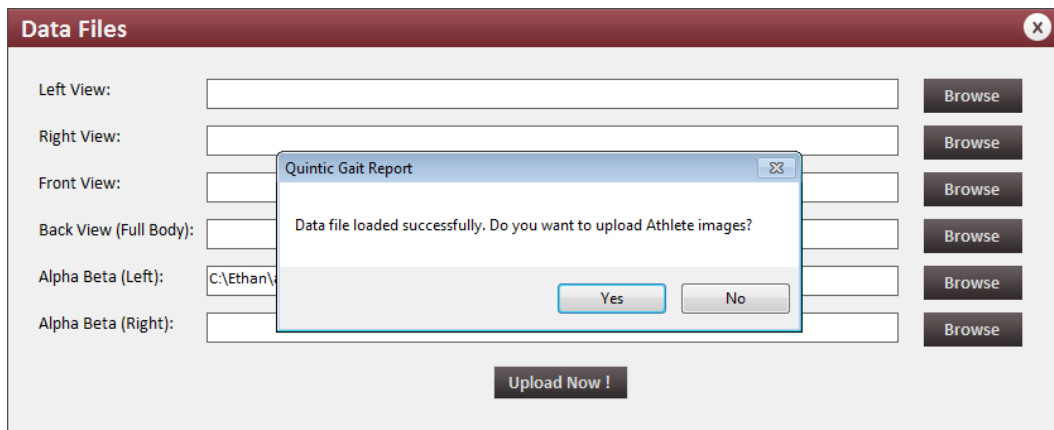 Data Files
Left View:
Browse
Right View:
Browse
Quintic Gait Report
Front View:
Browse
Data file loaded successfully. Do you want to upload Athlete images?
Back View (Full Body):
Browse
Alpha Beta (Left):
C:\Ethan\
Browse
Yes
No
Alpha Beta (Right):
Browse
Upload Now !